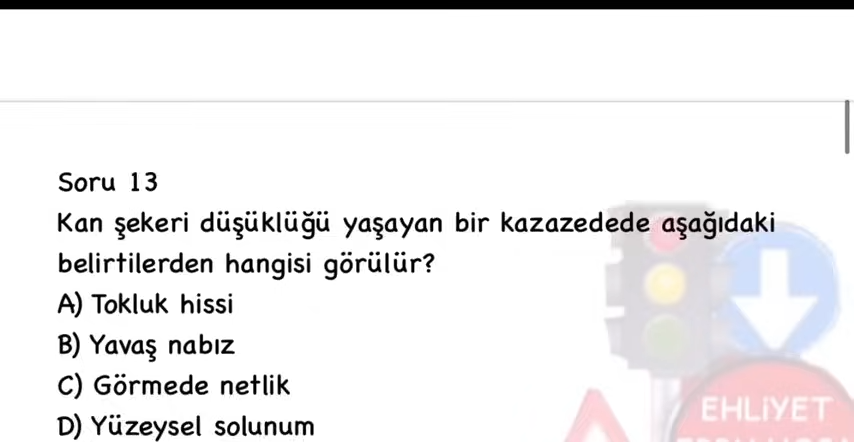 Soru 13
Kan şekeri düşüklüğü yaşayan bir kazazedede aşağıdaki
belirtilerden hangisi görülür?
A) Tokluk hissi
B) Yavaş nabız
C) Görmede netlik
D) Yüzeysel solunum
EHLİYET